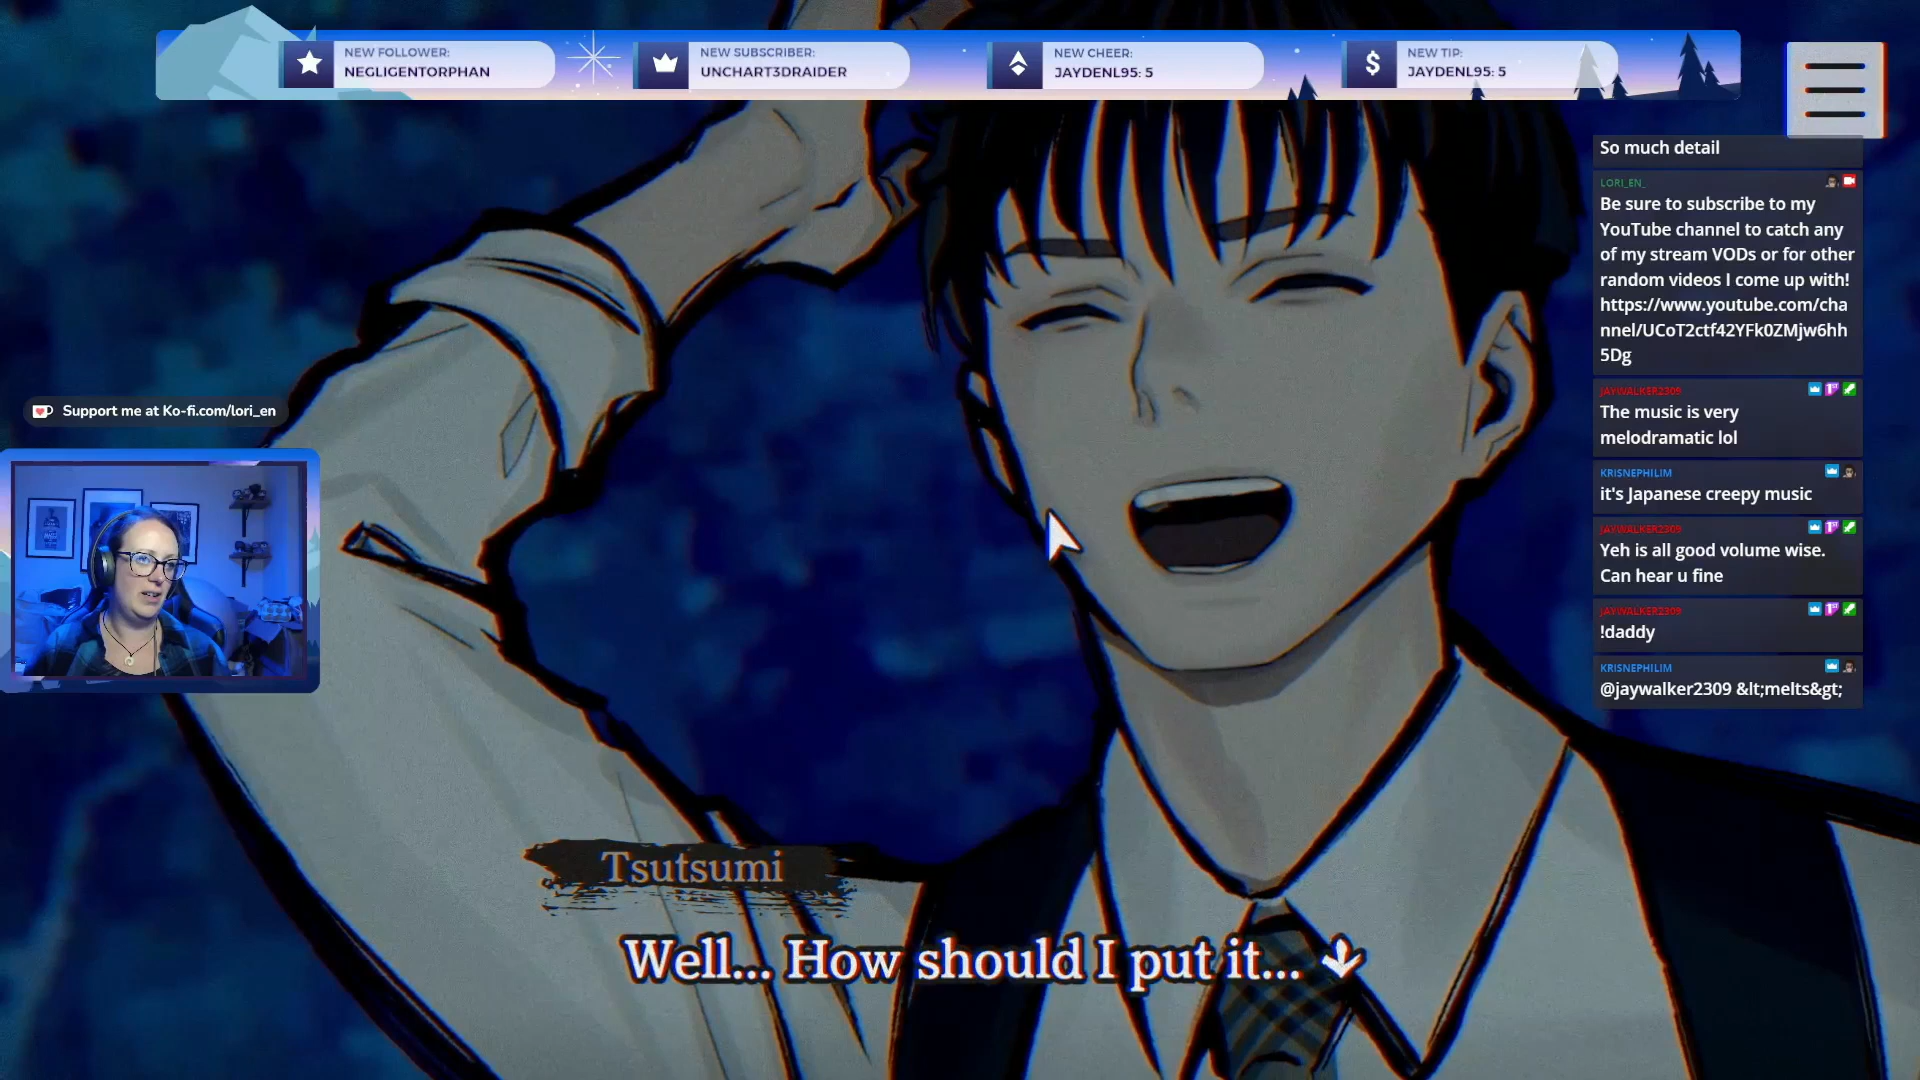 NEW FOLLOWER:
NEGLIGENTORPHAN
NEW SUBSCRIBER:
UNCHART3DRAIDER
NEW CHEER:
JAYDENL95: 5
NEW TIP:
JAYDENL95: 5
So much detail
LORI_EN_
Be sure to subscribe to my
YouTube channel to catch any
of my stream VODs or for other
random videos I come up with!
https://www.youtube.com/cha
nnel/UCoT2ctf42YFk0ZMjw6hh
5Dg
JAYWALKER2309
The music is very
melodramatic lol
KRISNEPHILIM
it's Japanese creepy music
JAYWALKER2309
Yeh is all good volume wise.
Can hear u fine
JAYWALKER2309
!daddy
KRISNEPHILIM
@jaywalker2309 &lt;melts&gt;
Support me at Ko-fi.com/lori_en
Tsutsumi
Well... How should I put it...